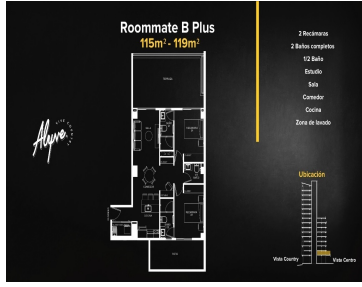 Roommate B Plus
115m² - 119m²
Alyve
2 Recámaras
2 Baños completos
1/2 Baño
Estudio
Sala
Comedor
Cocina
Zona de lavado
Ubicación
Vista Country
Vista Centro